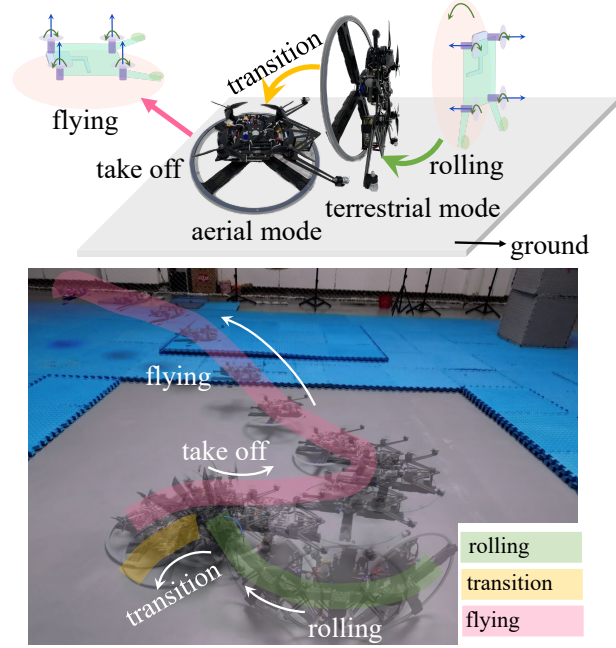 transition
flying
take off
rolling
terrestrial mode
aerial mode
ground
flying
take off
transition
rolling
rolling
transition
flying